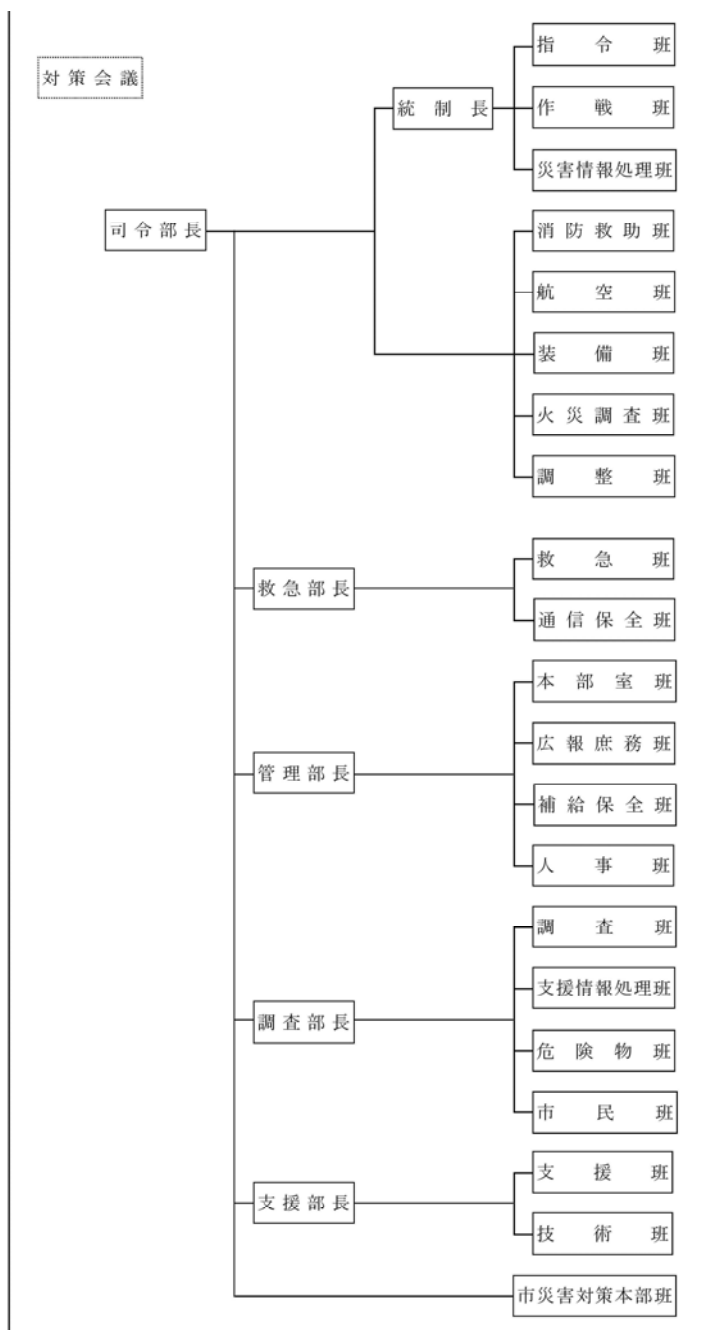 対策会議
司令部長
統制長
指令班
作戦班
災害情報処理班
消防救助班
航空班
装備班
火災調査班
調整班
救急部長
救急班
通信保全班
管理部長
本部室班
広報庶務班
補給保全班
人事班
調査部長
調査班
支援情報処理班
危険物班
市民班
支援部長
支援班
技術班
市災害対策本部班